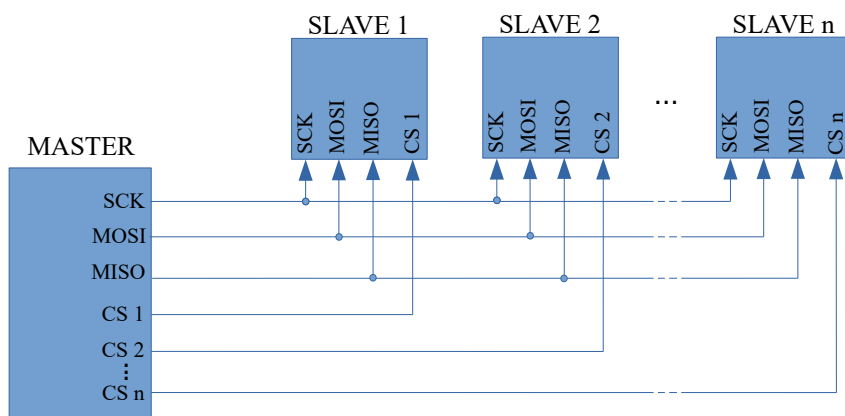 SLAVE 1
SCK
MOSI
MISO
CS 1
SLAVE 2
SCK
MOSI
MISO
CS 2
...
SLAVE n
SCK
MOSI
MISO
CS n
MASTER
SCK
MOSI
MISO
CS 1
CS 2
...
CS n